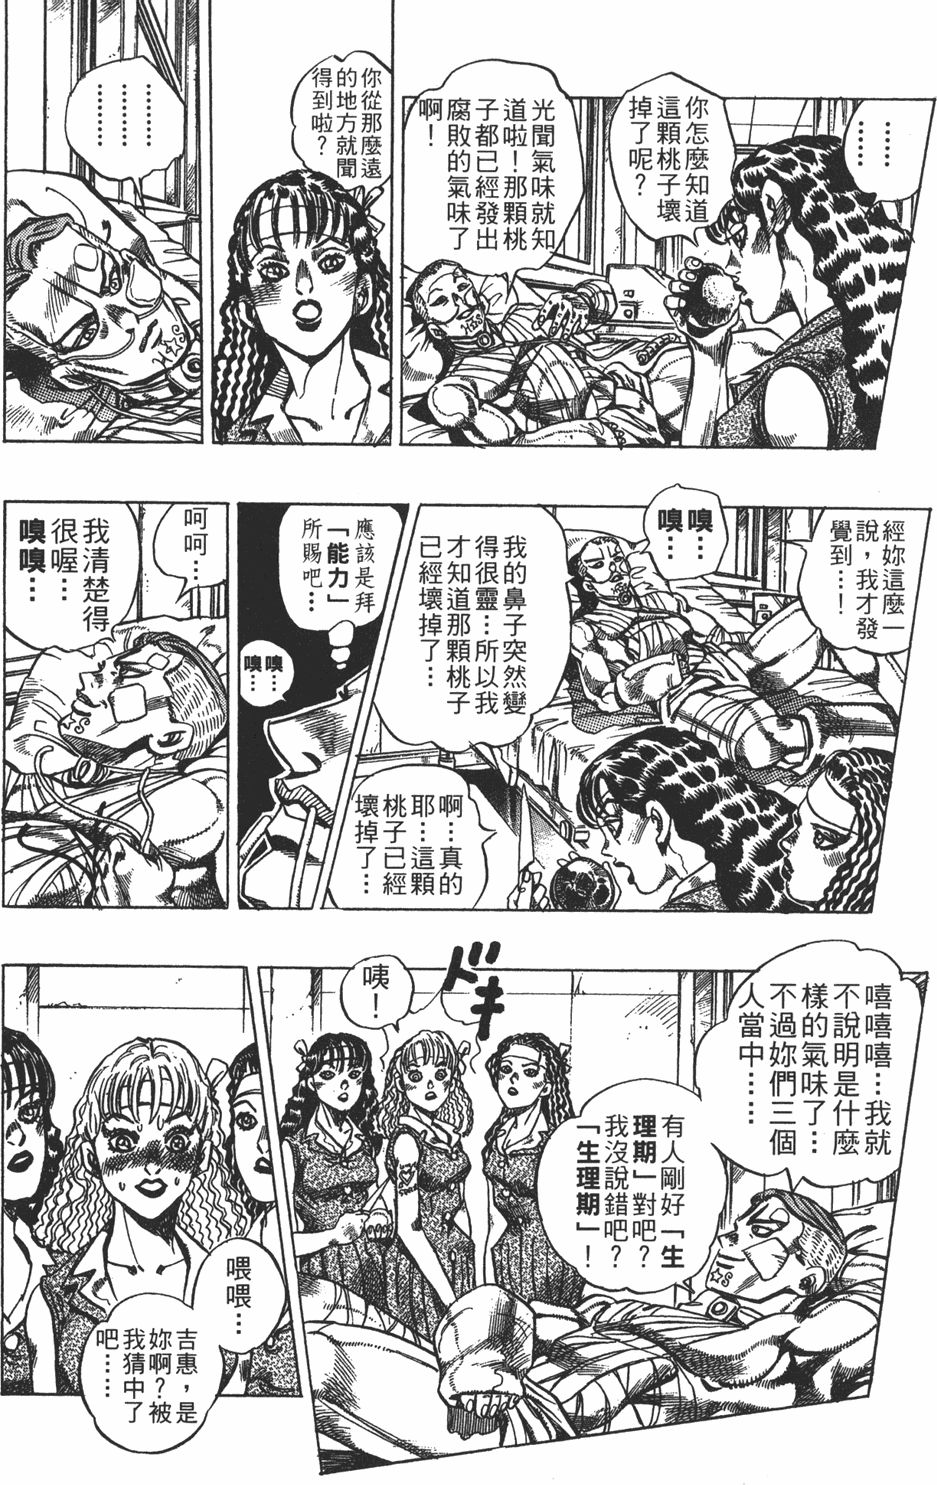 ……
……
你怎麼知道
這顆桃子壞
掉了呢？
光聞氣味就知
道啦！那顆桃
子都已經發出
腐敗的氣味了
啊！
你從那麼遠
的地方就聞
得到啦？
………
………
………
經妳這麼一
說，我才發
覺到…！
嗅…
嗅…
我的鼻子突然變
得很靈…所以我
才知道那顆桃子
已經壞掉了…
啊…真的
耶…這顆
桃子已經
壞掉了…
應該是拜
「能力」
所賜吧…
嗅…
嗅…
呵呵…
我清楚得
很喔…
嗅嗅…
嘻嘻嘻…我就
不說明是什麼
樣的氣味了…
不過妳們三個
人當中……
有人剛好「生
理期」對吧？
我沒說錯吧？
「生理期」！
ドキ
咦！
喂喂…
吉惠，是
妳啊？被
我猜中了
吧……